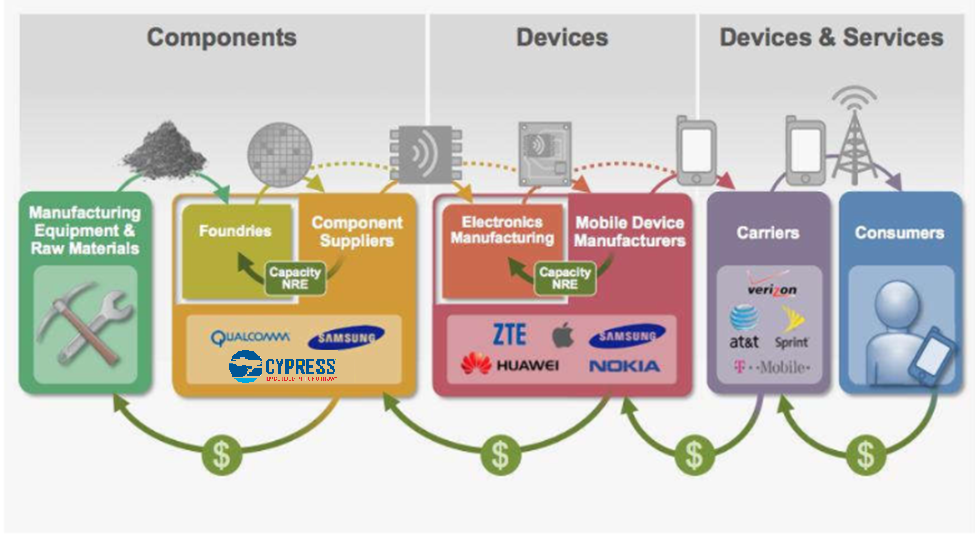 Components
Devices
Devices & Services
Manufacturing
Equipment &
Raw Materials
Foundries
Component
Suppliers
Capacity
NRE
QUALCOMM
SAMSUNG
CYPRESS
Electronics
Manufacturing
Mobile Device
Manufacturers
Capacity
NRE
ZTE
SAMSUNG
HUAWEI
NOKIA
Carriers
verizon
at&t
Sprint
T··Mobile·
Consumers
$
$
$
$